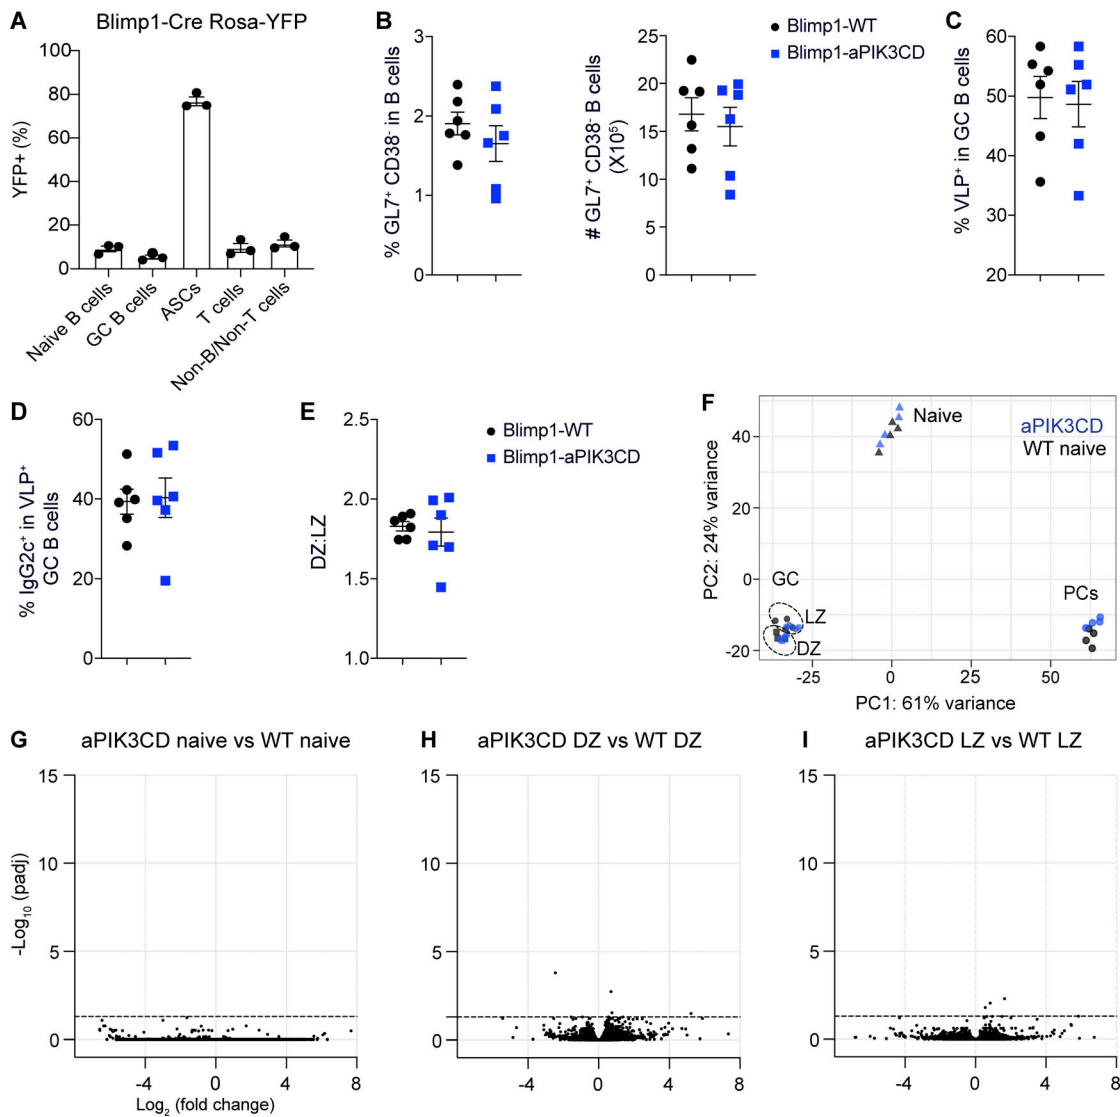 A
Blimp1-Cre Rosa-YFP
YFP+ (%)
100
80
60
40
20
0
Naive B cells
GC B cells
ASCs
T cells
Non-B/Non-T cells
B
% GL7⁺ CD38⁻ in B cells
3
2
1
0
# GL7⁺ CD38⁻ B cells
(X10⁵)
25
20
15
10
5
0
Blimp1-WT
Blimp1-aPIK3CD
C
% VLP⁺ in GC B cells
60
50
40
30
20
50
20
D
% IgG2c⁺ in VLP⁺
GC B cells
60
40
20
0
E
DZ:LZ
2.5
2.0
1.5
1.0
Blimp1-WT
Blimp1-aPIK3CD
F
Naive
aPIK3CD
WT naive
PC2: 24% variance
40
20
0
-20
GC
LZ
DZ
PCs
-25
0
25
50
PC1: 61% variance
G
aPIK3CD naive vs WT naive
-Log₁₀ (padj)
15
10
5
0
-4
0
4
8
Log₂ (fold change)
H
aPIK3CD DZ vs WT DZ
15
10
5
0
-4
0
4
8
I
aPIK3CD LZ vs WT LZ
15
10
5
0
-4
0
4
8